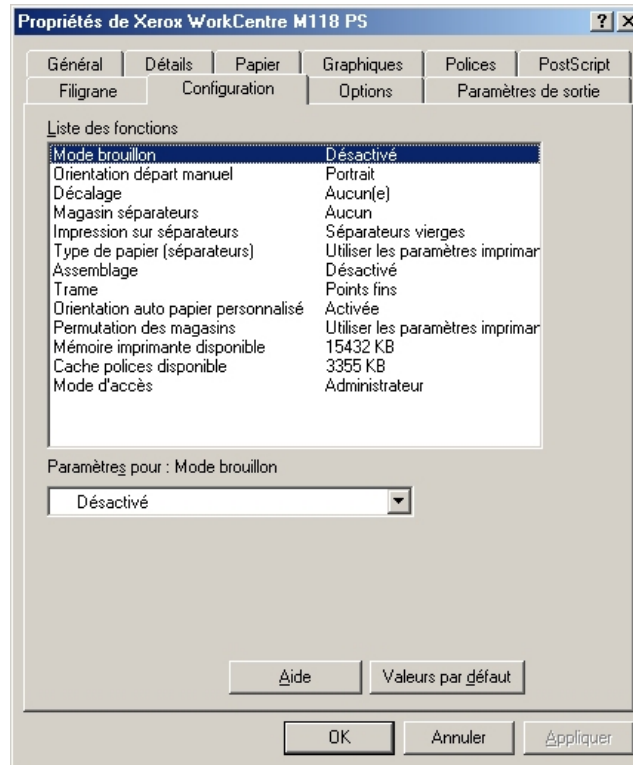 Propriétés de Xerox WorkCentre M118 PS
Général Détails Papier Graphiques Polices PostScript
Filigrane Configuration Options Paramètres de sortie
Liste des fonctions
Mode brouillon Désactivé
Orientation départ manuel Portrait
Décalage Aucun(e)
Magasin séparateurs Aucun
Impression sur séparateurs Séparateurs vierges
Type de papier (séparateurs) Utiliser les paramètres imprimar
Assemblage Désactivé
Trame Points fins
Orientation auto papier personnalisé Activée
Permutation des magasins Utiliser les paramètres imprimar
Mémoire imprimante disponible 15432 KB
Cache polices disponible 3355 KB
Mode d'accès Administrateur
Paramètres pour : Mode brouillon
Désactivé
Aide Valeurs par défaut
OK Annuler Appliquer